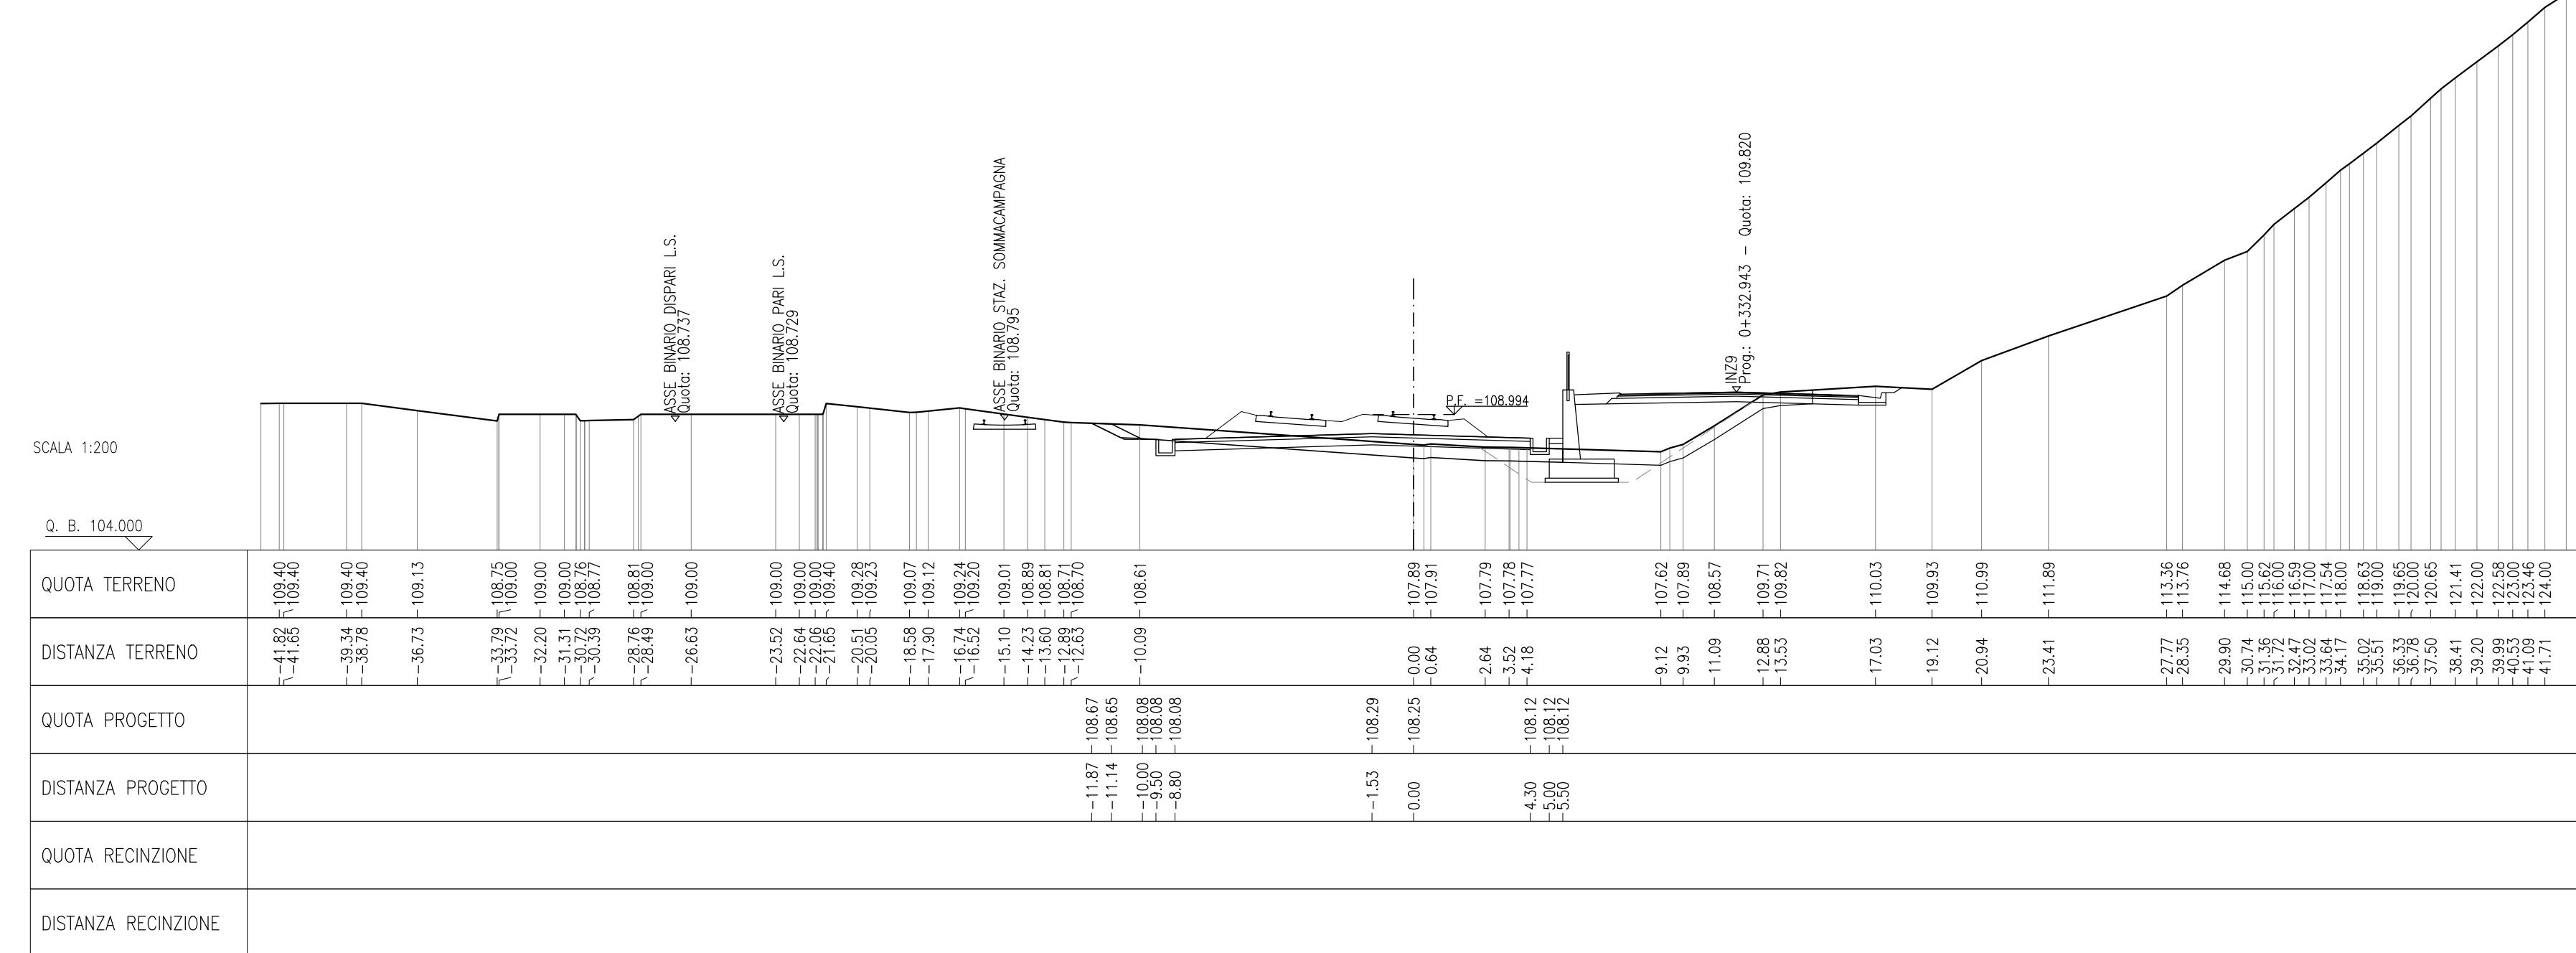 ASSE BINARIO DISPARI L.S.
Quota: 108.737
ASSE BINARIO PARI L.S.
Quota: 108.729
ASSE BINARIO STAZ. SOMMACAMPAGNA
Quota: 108.795
P.F. =108.994
INZ9
Prog.: 0+332.943 - Quota: 109.820
SCALA 1:200
Q. B. 104.000
QUOTA TERRENO
109.40 109.40 109.40 109.40 109.13 108.75 109.00 109.00 109.00 108.76 108.77 108.81 109.00 109.00 109.00 109.00 109.00 109.40 109.28 109.23 109.07 109.12 109.24 109.20 109.01 108.89 108.81 108.71 108.70 108.61 107.89 107.91 107.79 107.78 107.77 107.62 107.89 108.57 109.71 109.82 110.03 109.93 110.99 111.89 113.36 113.76 114.68 115.00 115.62 116.00 116.59 117.00 117.54 118.00 118.63 119.00 119.65 120.00 120.65 121.41 122.00 122.58 123.00 123.46 124.00
DISTANZA TERRENO
-41.82 -41.65 -39.34 -38.78 -36.73 -33.79 -33.72 -32.20 -31.31 -30.72 -30.39 -28.76 -28.49 -26.63 -23.52 -22.64 -22.06 -21.65 -20.51 -20.05 -18.58 -17.90 -16.74 -16.52 -15.10 -14.23 -13.60 -12.89 -12.63 -10.09 0.00 0.64 2.64 3.52 4.18 9.12 9.93 11.09 12.88 13.53 17.03 19.12 20.94 23.41 27.77 28.35 29.90 30.74 31.36 31.72 32.47 33.02 33.64 34.17 35.02 35.51 36.33 36.78 37.50 38.41 39.20 39.99 40.53 41.09 41.71
QUOTA PROGETTO
108.67 108.65 108.08 108.08 108.08 108.29 108.25 108.12 108.12 108.12
DISTANZA PROGETTO
-11.87 -11.14 -10.00 -9.50 -8.80 -1.53 0.00 4.30 5.00 5.50
QUOTA RECINZIONE
DISTANZA RECINZIONE